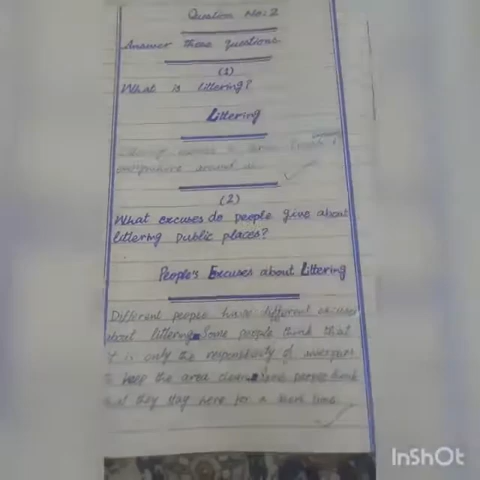 Question No:2
Answer these questions
(1)
What is littering?
Littering
around us
(2)
What excuses do people give about
littering public places?
People's Excuses about Littering
Different people have different excuses
about littering. Some people think that
it is only the responsibility of sweepers
to keep the area clean. Some people think
that they stay here for a short time
InShOt